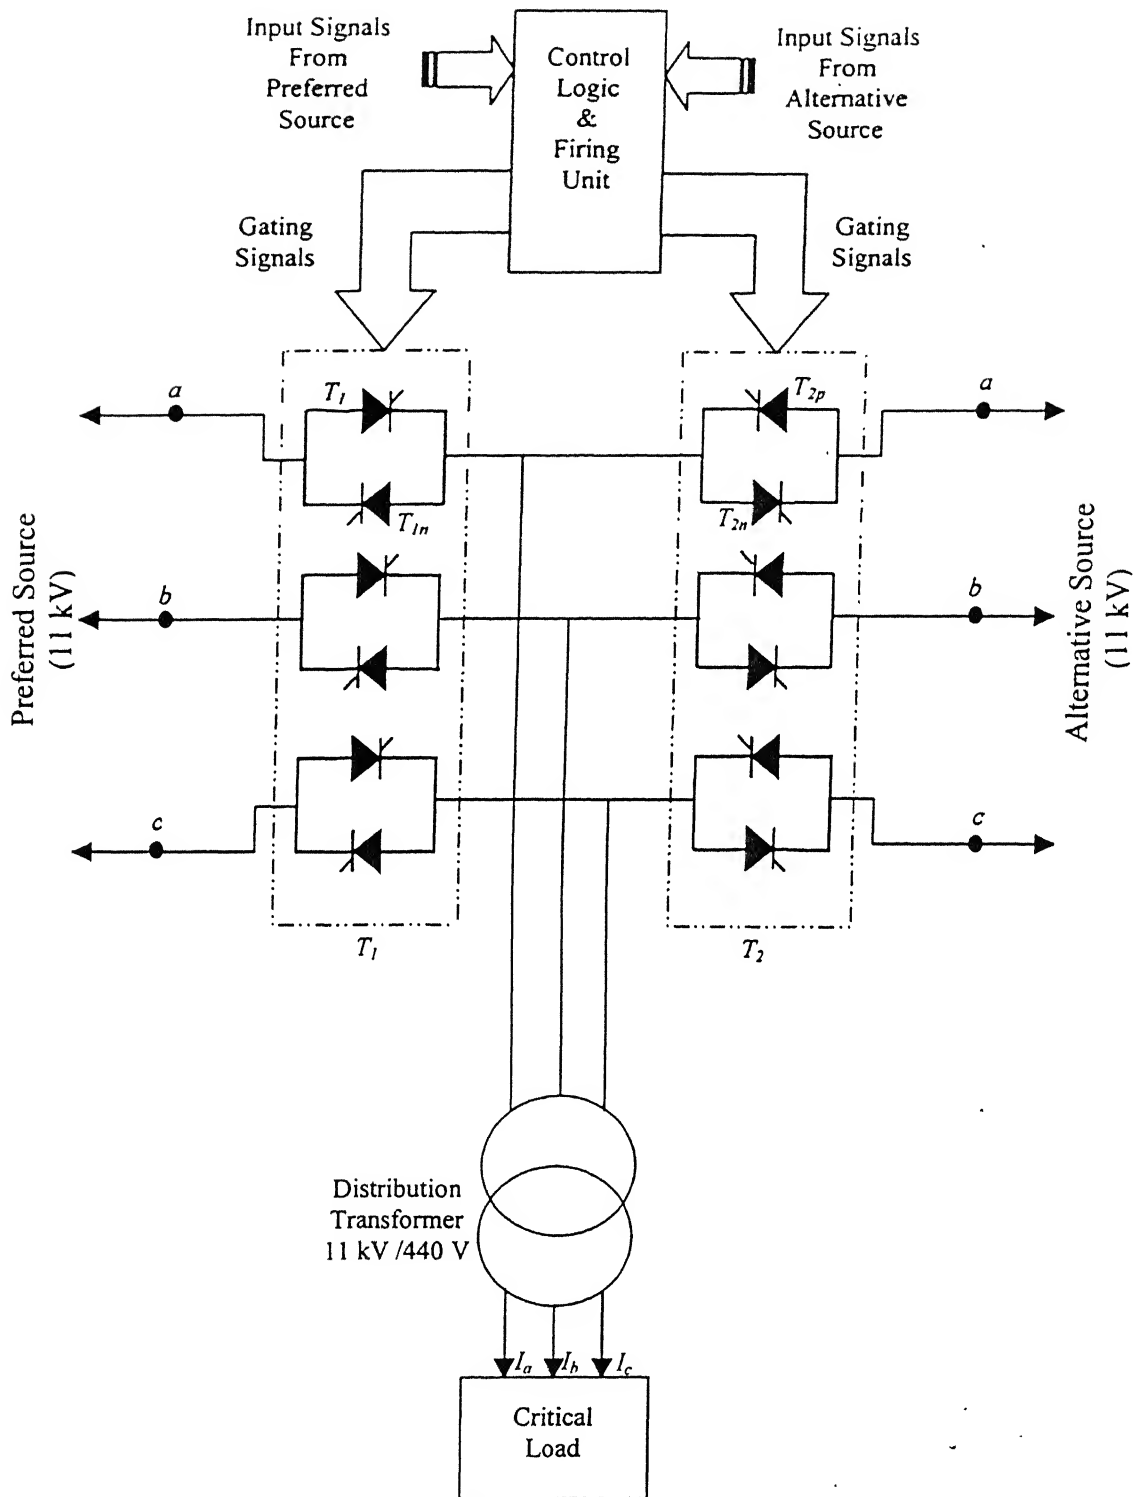 Input Signals
From
Preferred
Source
Control
Logic
&
Firing
Unit
Input Signals
From
Alternative
Source
Gating
Signals
Gating
Signals
a
T1
T1n
T2p
T2n
a
Preferred Source
(11 kV)
b
b
Alternative Source
(11 kV)
c
c
T1
T2
Distribution
Transformer
11 kV /440 V
Ia
Ib
Ic
Critical
Load